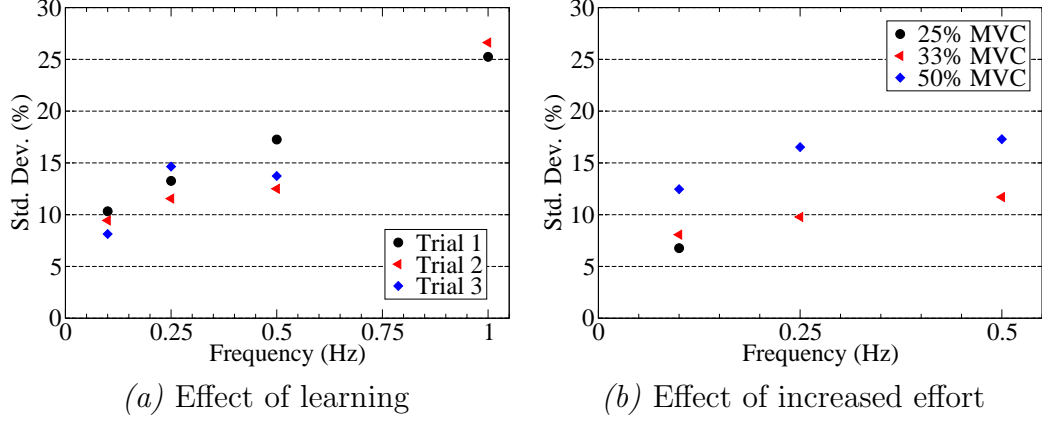 30
25
20
15
10
5
0
Std. Dev. (%)
0 0.25 0.5 0.75 1
Frequency (Hz)
Trial 1
Trial 2
Trial 3
(a) Effect of learning
30
25
20
15
10
5
0
Std. Dev. (%)
0 0.25 0.5
Frequency (Hz)
25% MVC
33% MVC
50% MVC
(b) Effect of increased effort